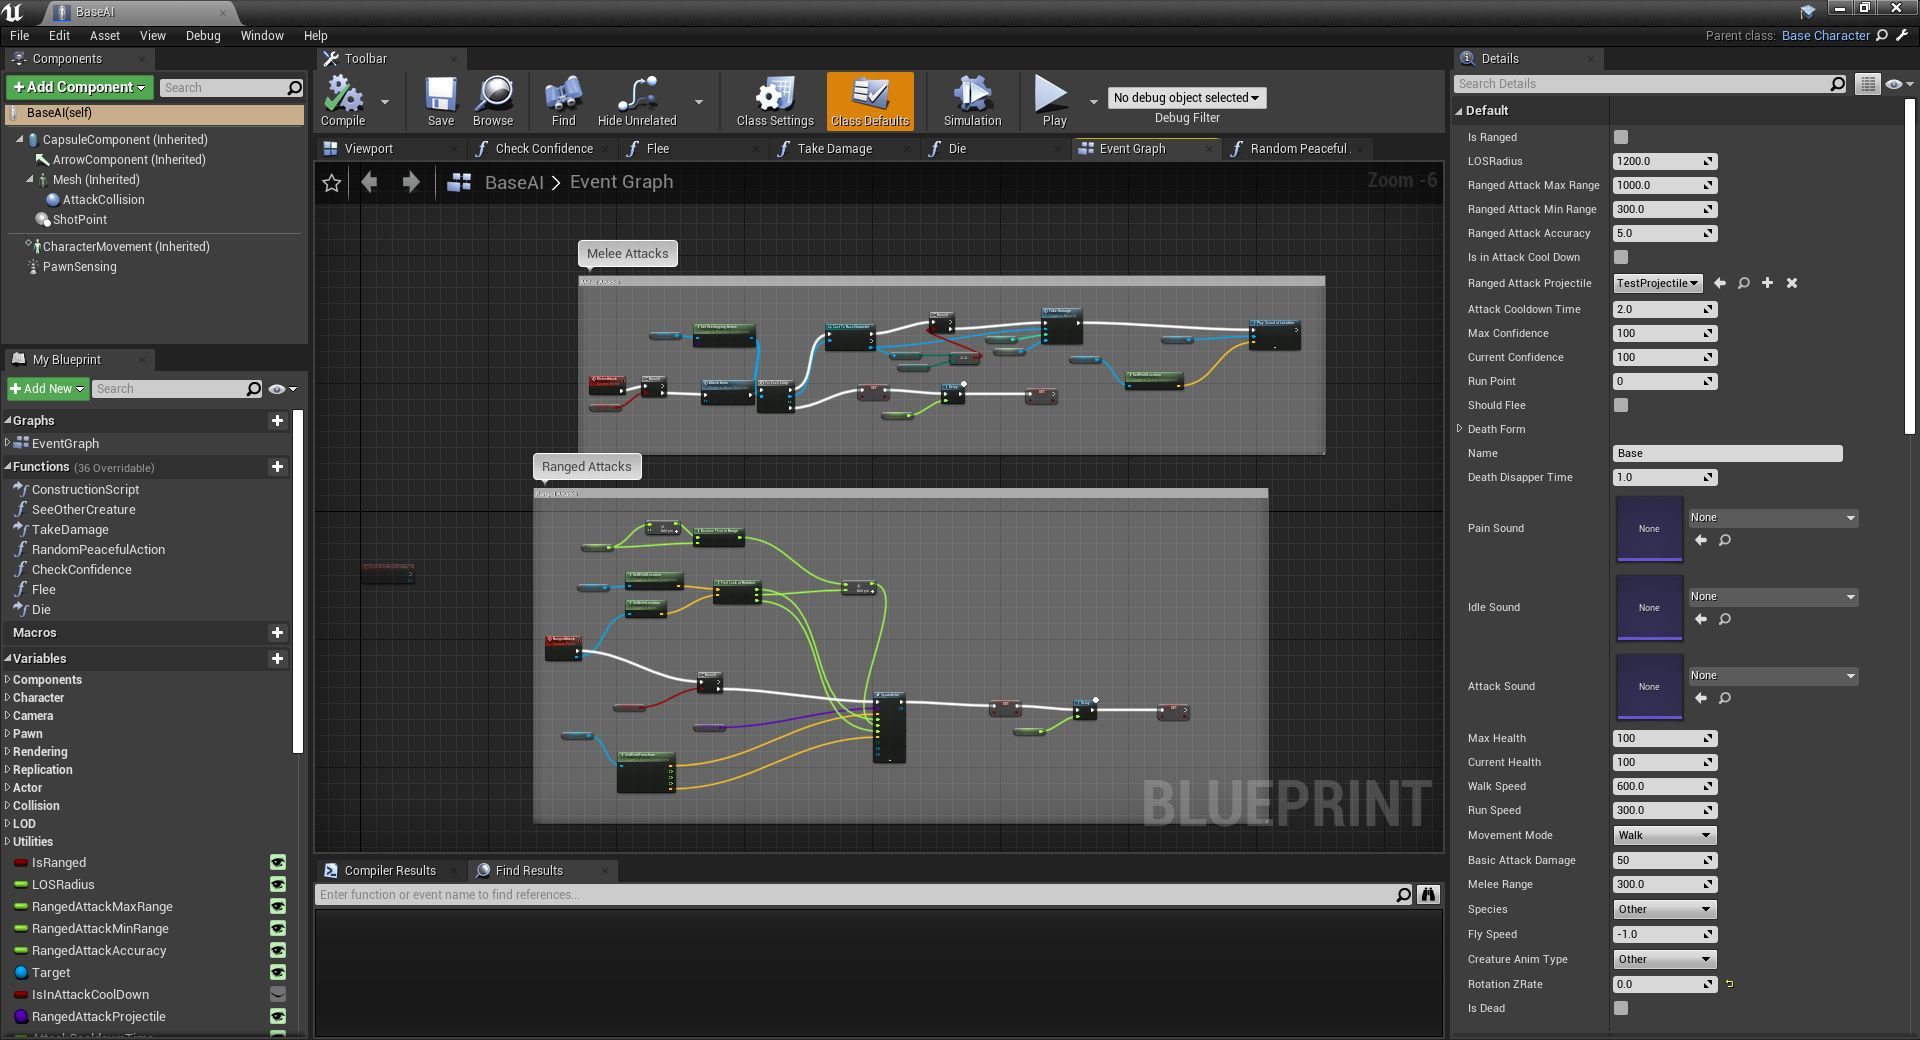 BaseAI
File Edit Asset View Debug Window Help
Parent class: Base Character
Components
+ Add Component
Search
BaseAI(self)
CapsuleComponent (Inherited)
ArrowComponent (Inherited)
Mesh (Inherited)
AttackCollision
ShotPoint
CharacterMovement (Inherited)
PawnSensing
My Blueprint
+ Add New
Search
Graphs
EventGraph
Functions (36 Overridable)
ConstructionScript
SeeOtherCreature
TakeDamage
RandomPeacefulAction
CheckConfidence
Flee
Die
Macros
Variables
Components
Character
Camera
Pawn
Rendering
Replication
Actor
Collision
LOD
Utilities
IsRanged
LOSRadius
RangedAttackMaxRange
RangedAttackMinRange
RangedAttackAccuracy
Target
IsInAttackCoolDown
RangedAttackProjectile
Toolbar
Compile
Save
Browse
Find
Hide Unrelated
Class Settings
Class Defaults
Simulation
Play
No debug object selected
Debug Filter
Viewport
Check Confidence
Flee
Take Damage
Die
Event Graph
Random Peaceful
BaseAI > Event Graph
Zoom -6
Melee Attacks
Melee Attacks
Ranged Attacks
Ranged Attacks
BLUEPRINT
Compiler Results
Find Results
Enter function or event name to find references...
Details
Search Details
Default
Is Ranged
LOSRadius 1200.0
Ranged Attack Max Range 1000.0
Ranged Attack Min Range 300.0
Ranged Attack Accuracy 5.0
Is in Attack Cool Down
Ranged Attack Projectile TestProjectile
Attack Cooldown Time 2.0
Max Confidence 100
Current Confidence 100
Run Point 0
Should Flee
Death Form
Name Base
Death Disapper Time 1.0
Pain Sound None None
Idle Sound None None
Attack Sound None None
Max Health 100
Current Health 100
Walk Speed 600.0
Run Speed 300.0
Movement Mode Walk
Basic Attack Damage 50
Melee Range 300.0
Species Other
Fly Speed -1.0
Creature Anim Type Other
Rotation ZRate 0.0
Is Dead